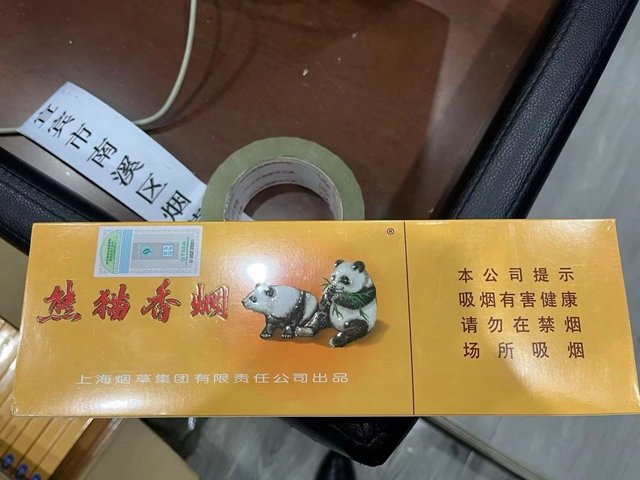 宜宾市南溪区烟
熊猫香烟
®
上海烟草集团有限责任公司出品
本公司提示
吸烟有害健康
请勿在禁烟
场所吸烟